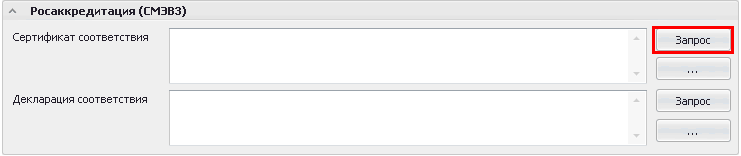 Росаккредитация (СМЭВ3)
Сертификат соответствия
Запрос
...
Декларация соответствия
Запрос
...